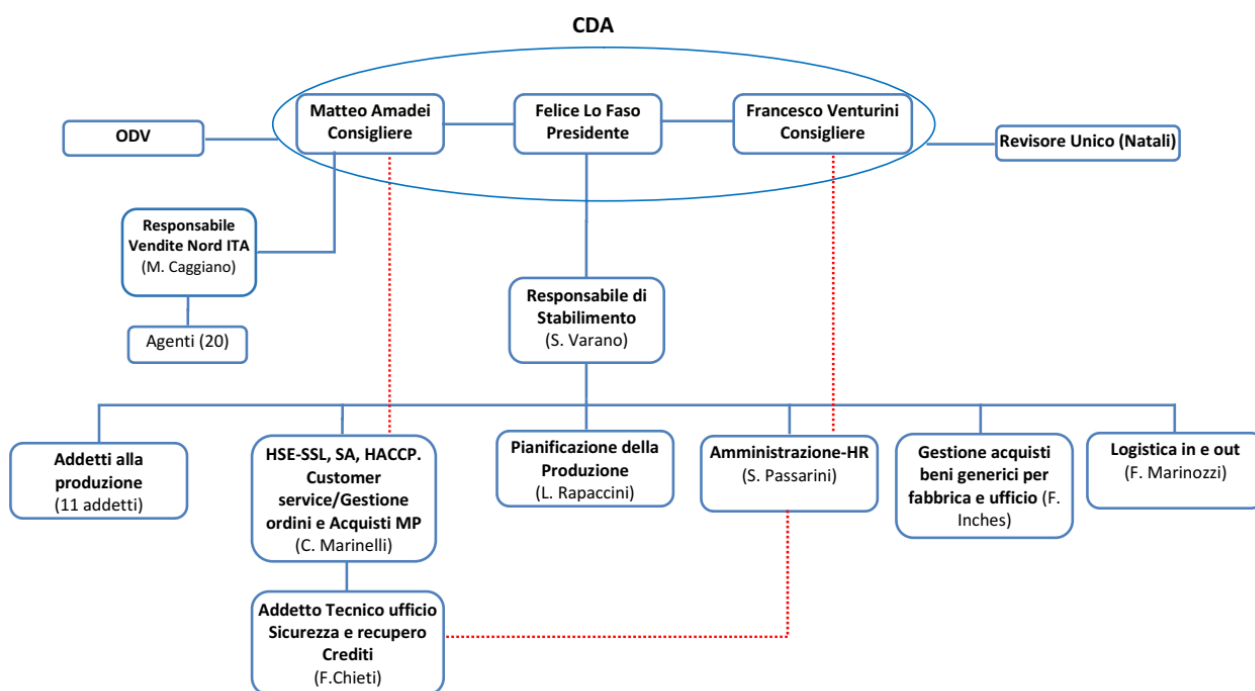 CDA
Matteo Amadei
Consigliere
Felice Lo Faso
Presidente
Francesco Venturini
Consigliere
ODV
Revisore Unico (Natali)
Responsabile
Vendite Nord ITA
(M. Caggiano)
Agenti (20)
Responsabile di
Stabilimento
(S. Varano)
Addetti alla
produzione
(11 addetti)
HSE-SSL, SA, HACCP.
Customer
service/Gestione
ordini e Acquisti MP
(C. Marinelli)
Pianificazione della
Produzione
(L. Rapaccini)
Amministrazione-HR
(S. Passarini)
Gestione acquisti
beni generici per
fabbrica e ufficio (F.
Inches)
Logistica in e out
(F. Marinozzi)
Addetto Tecnico ufficio
Sicurezza e recupero
Crediti
(F.Chieti)